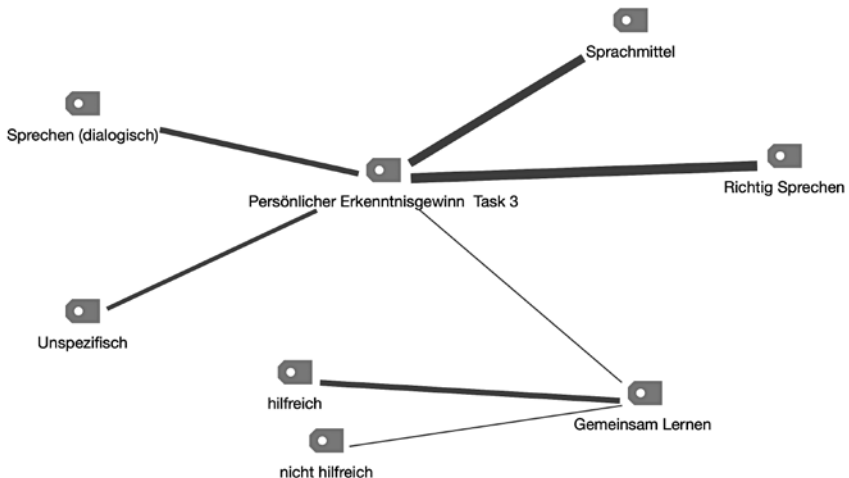 Sprachmittel
Sprechen (dialogisch)
Richtig Sprechen
Persönlicher Erkenntnisgewinn  Task 3
Unspezifisch
hilfreich
Gemeinsam Lernen
nicht hilfreich